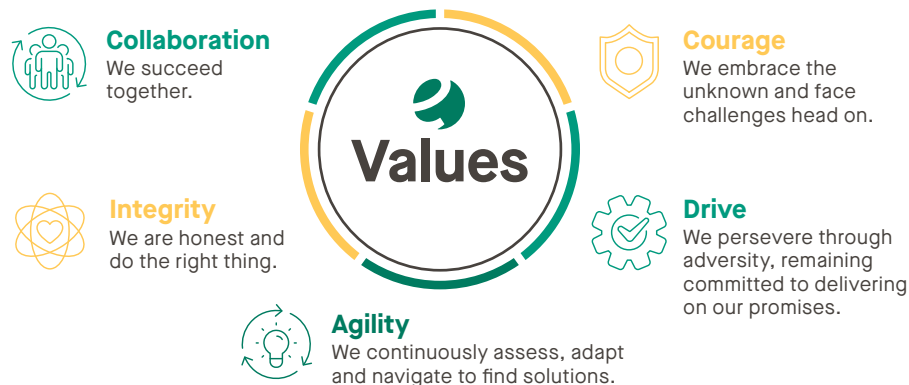 Collaboration
We succeed
together.
Values
Courage
We embrace the
unknown and face
challenges head on.
Integrity
We are honest and
do the right thing.
Drive
We persevere through
adversity, remaining
committed to delivering
on our promises.
Agility
We continuously assess, adapt
and navigate to find solutions.